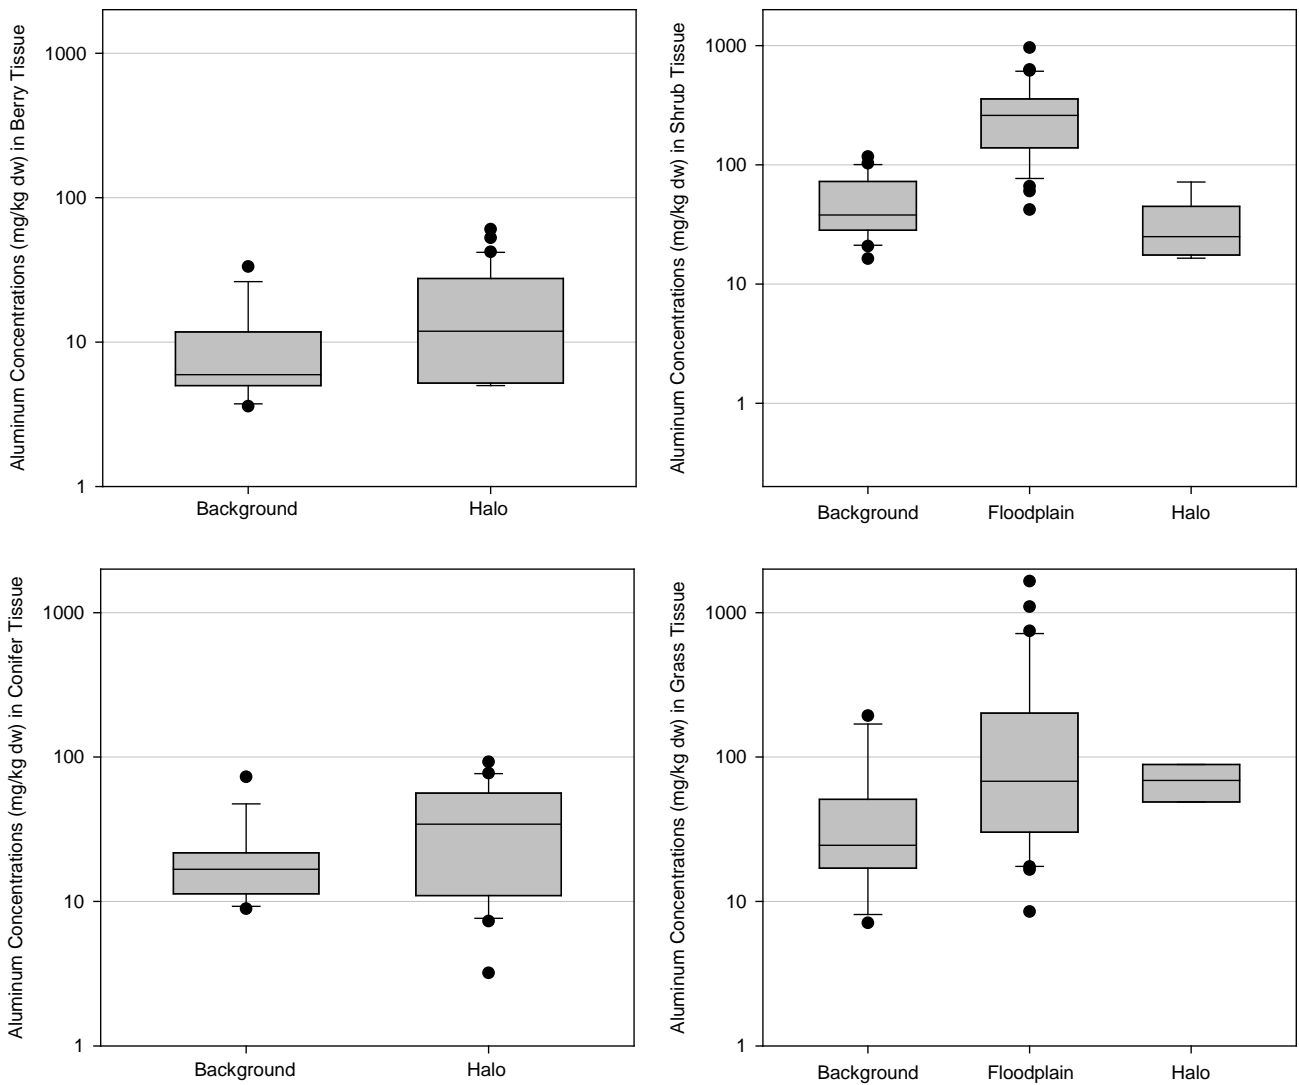 Aluminum Concentrations (mg/kg dw) in Berry Tissue
1000
100
10
1
Background
Halo
Aluminum Concentrations (mg/kg dw) in Shrub Tissue
1000
100
10
1
Background
Floodplain
Halo
Aluminum Concentrations (mg/kg dw) in Conifer Tissue
1000
100
10
1
Background
Halo
Aluminum Concentrations (mg/kg dw) in Grass Tissue
1000
100
10
1
Background
Floodplain
Halo